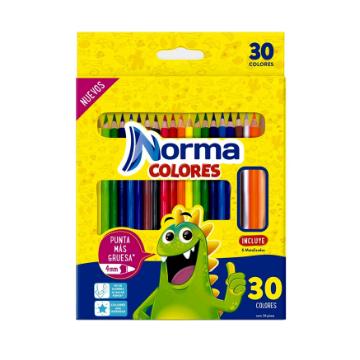 30
COLORES
NUEVOS
Norma
COLORES
PUNTA
MÁS
GRUESA*
4mm
INCLUYE
30
COLORES